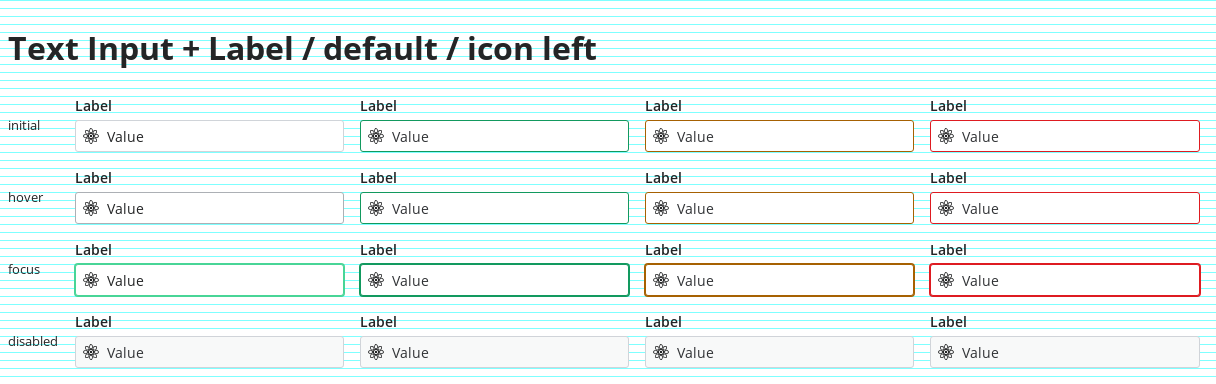 Text Input + Label / default / icon left
Label Label Label Label
initial Value Value Value Value
Label Label Label Label
hover Value Value Value Value
Label Label Label Label
focus Value Value Value Value
Label Label Label Label
disabled Value Value Value Value